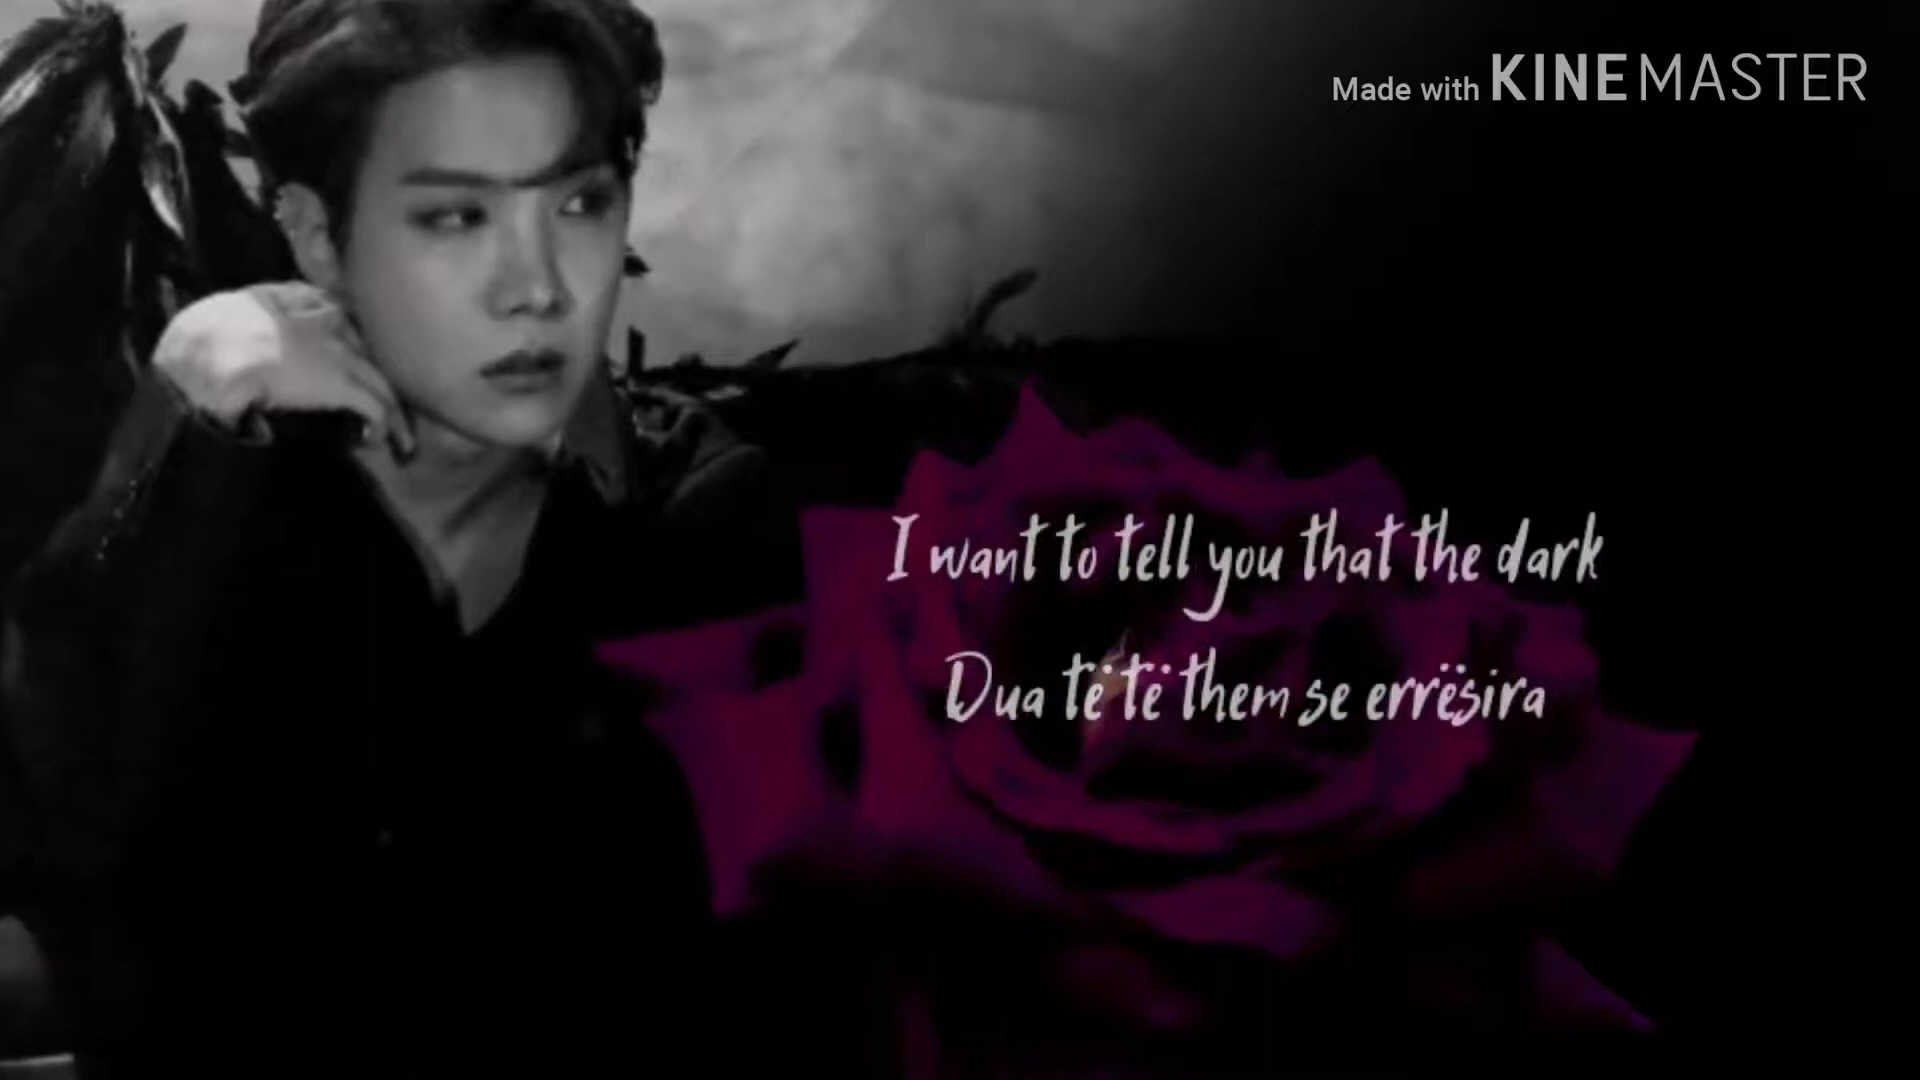 Made with KINEMASTER
I want to tell you that the dark
Dua të të them se errësira